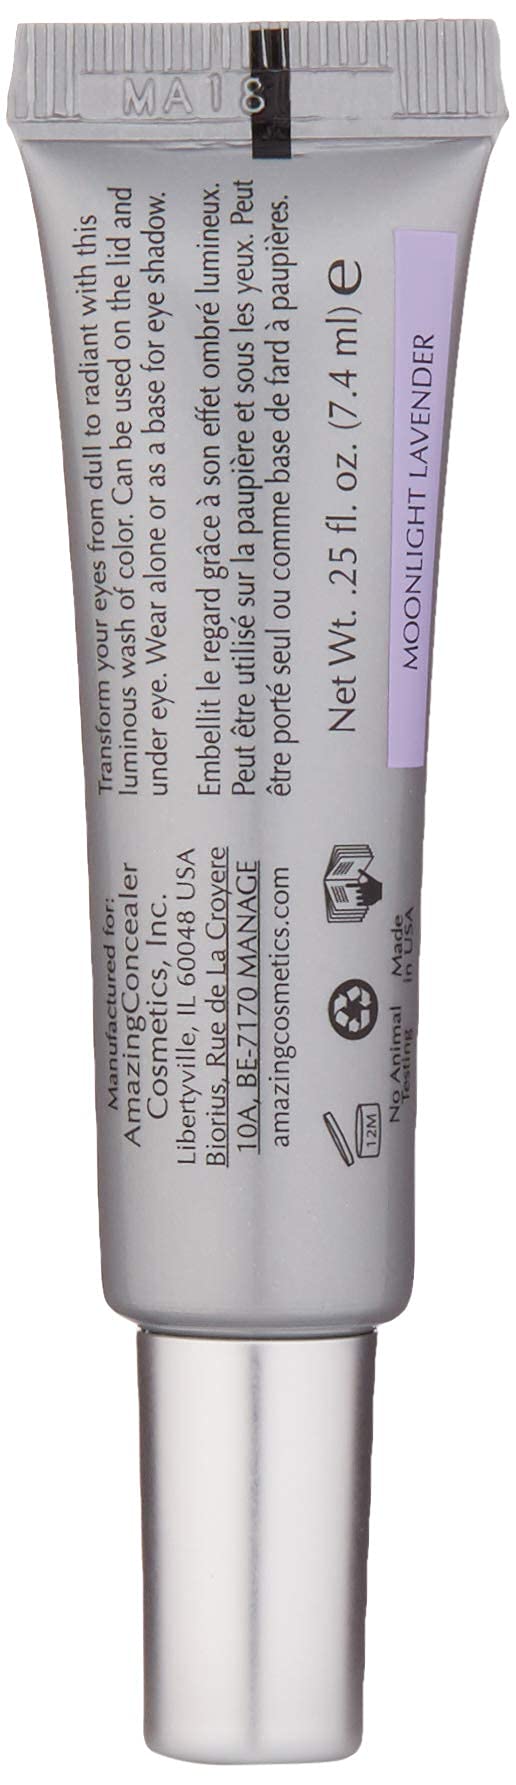 MA18
Transform your eyes from dull to radiant with this
luminous wash of color. Can be used on the lid and
under eye. Wear alone or as a base for eye shadow.
Embellit le regard grâce à son effet ombré lumineux.
Peut être utilisé sur la paupière et sous les yeux. Peut
être porté seul ou comme base de fard à paupières.
Net Wt. .25 fl. oz. (7.4 ml) e
MOONLIGHT LAVENDER
Manufactured for:
AmazingConcealer
Cosmetics, Inc.
Libertyville, IL 60048 USA
Biorius, Rue de La Croyere
10A, BE-7170 MANAGE
amazingcosmetics.com
12M
No Animal
Testing
Made
in USA